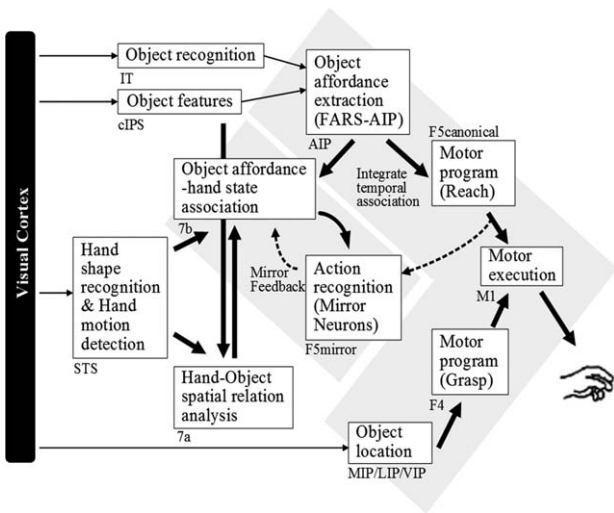 Visual Cortex
Object recognition
IT
Object features
cIPS
Object
affordance
extraction
(FARS-AIP)
AIP
F5canonical
Motor
program
(Reach)
Integrate
temporal
association
Object affordance
-hand state
association
7b
Hand
shape
recognition
& Hand
motion
detection
STS
Mirror
Feedback
Action
recognition
(Mirror
Neurons)
F5mirror
Motor
execution
M1
Motor
program
(Grasp)
F4
Hand-Object
spatial relation
analysis
7a
Object
location
MIP/LIP/VIP